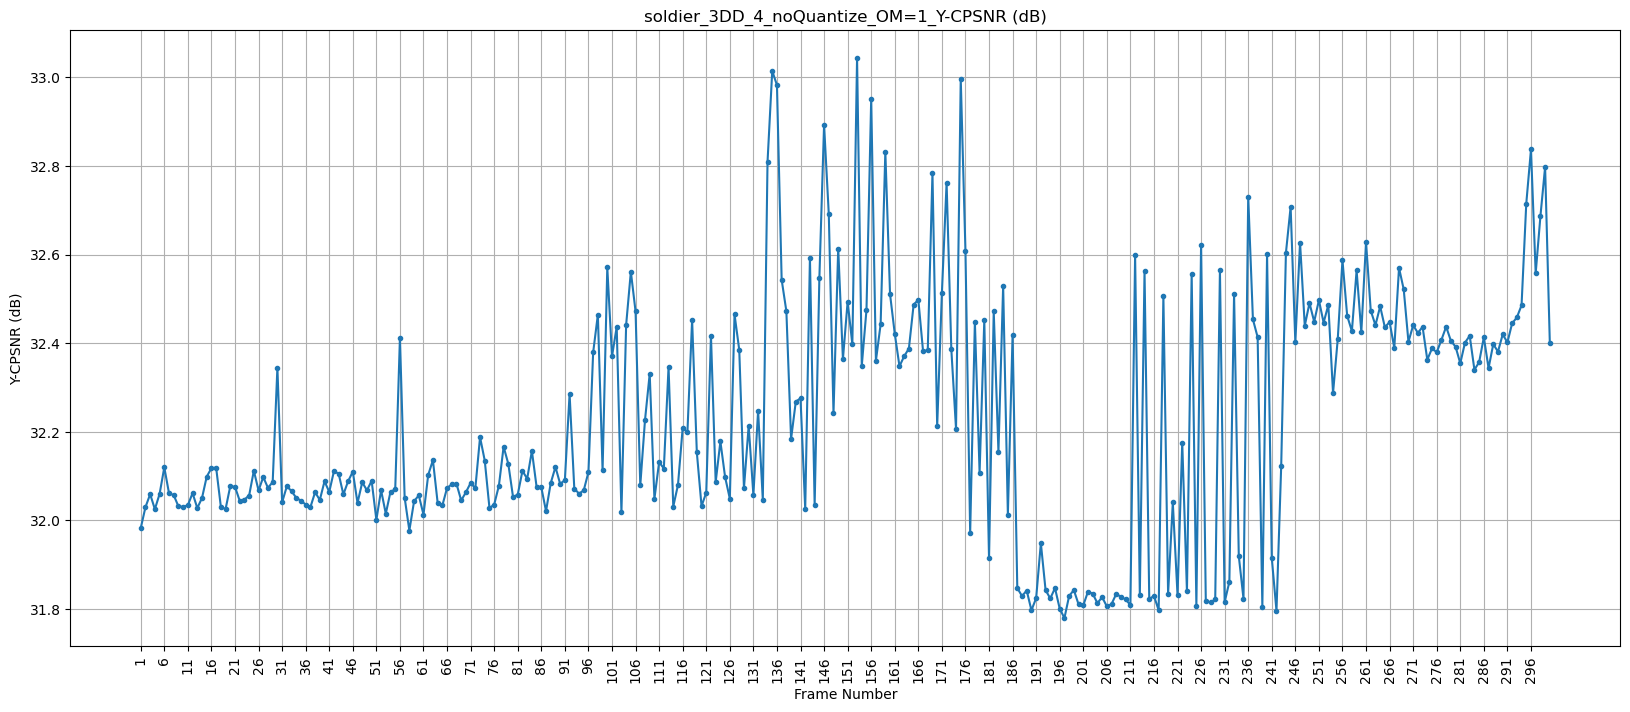 soldier_3DD_4_noQuantize_OM=1_Y-CPSNR (dB)
Y-CPSNR (dB)
33.0
32.8
32.6
32.4
32.2
32.0
31.8
1 6 11 16 21 26 31 36 41 46 51 56 61 66 71 76 81 86 91 96 101 106 111 116 121 126 131 136 141 146 151 156 161 166 171 176 181 186 191 196 201 206 211 216 221 226 231 236 241 246 251 256 261 266 271 276 281 286 291 296
Frame Number